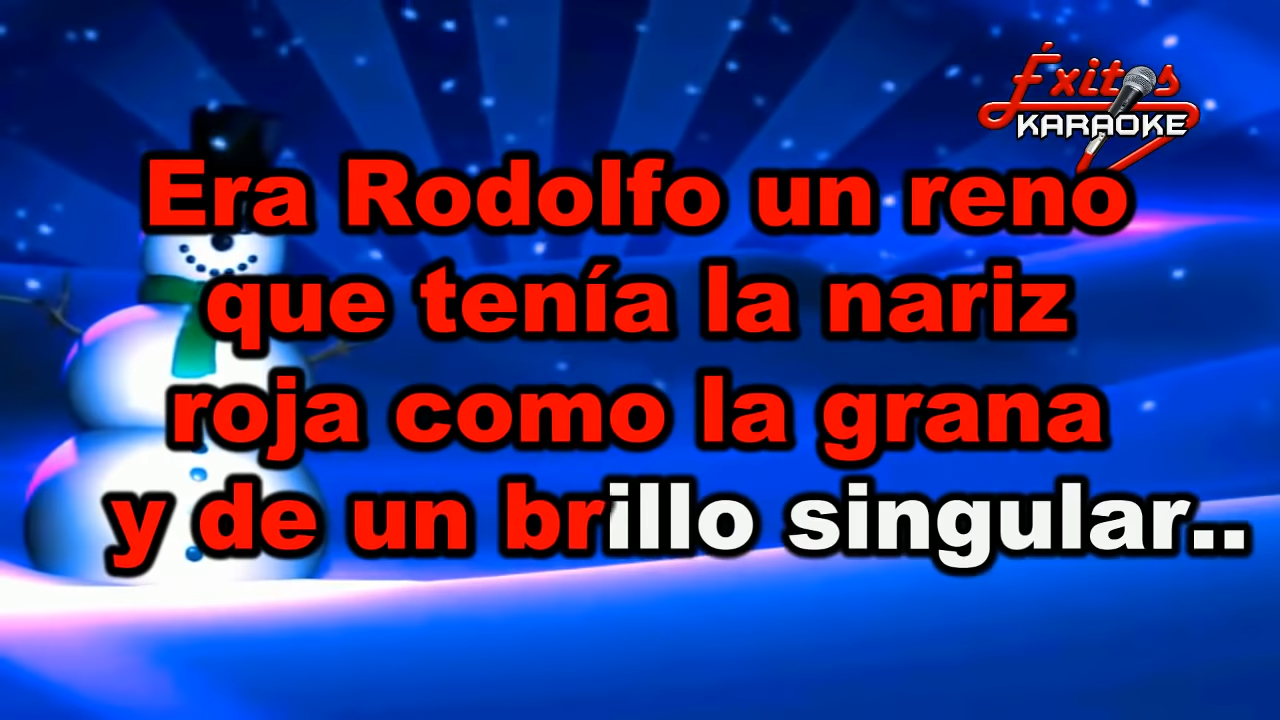 Éxitos
KARAOKE
Era Rodolfo un reno
que tenía la nariz
roja como la grana
y de un brillo singular..